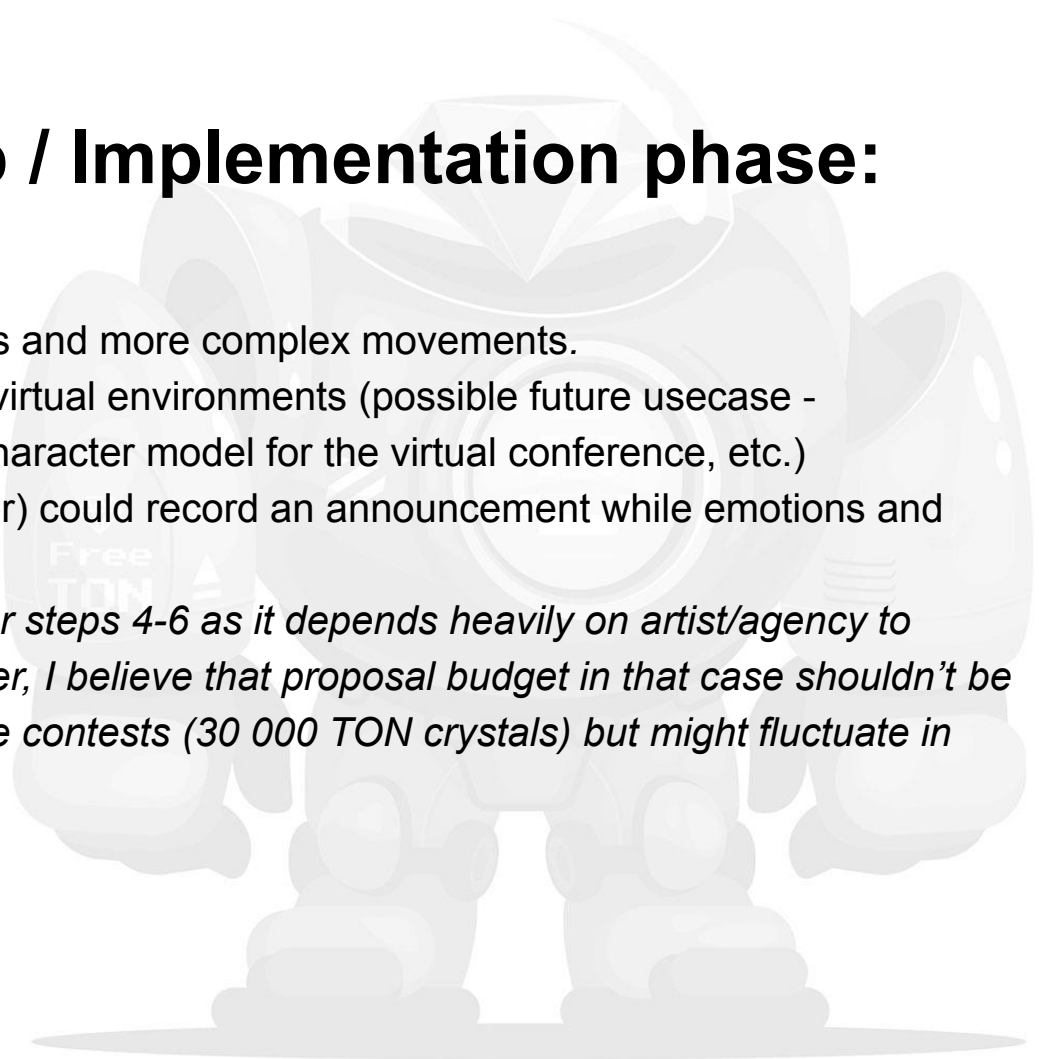 / Implementation phase:
s and more complex movements.
virtual environments (possible future usecase -
haracter model for the virtual conference, etc.)
r) could record an announcement while emotions and
Free
TON
r steps 4-6 as it depends heavily on artist/agency to
er, I believe that proposal budget in that case shouldn’t be
e contests (30 000 TON crystals) but might fluctuate in